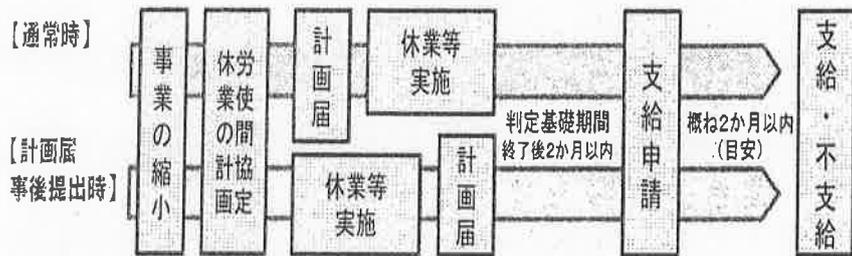 【通常時】
事業の縮小
労使間協定
休業の計画
計画届
休業等
実施
判定基礎期間
終了後2か月以内
支給申請
概ね2か月以内
(目安)
支給・不支給
【計画届
事後提出時】
休業等
実施
計画届